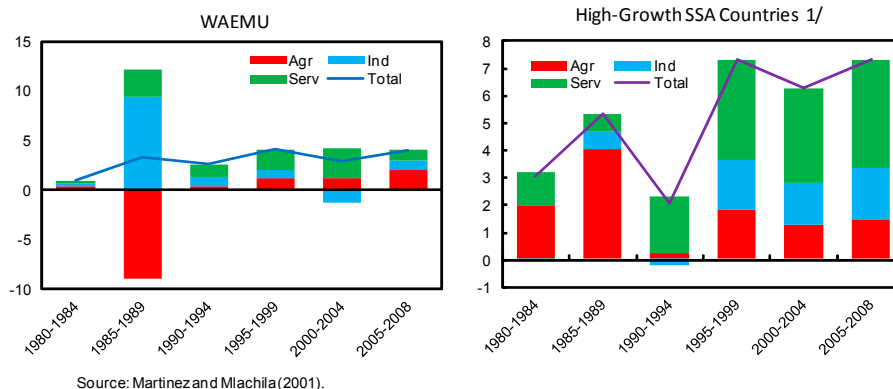 WAEMU
15
10
5
0
-5
-10
Agr
Ind
Serv
Total
1980-1984
1985-1989
1990-1994
1995-1999
2000-2004
2005-2008
High-Growth SSA Countries 1/
8
7
6
5
4
3
2
1
0
-1
Agr
Ind
Serv
Total
1980-1984
1985-1989
1990-1994
1995-1999
2000-2004
2005-2008
Source: Martinez and Mlachila (2001).